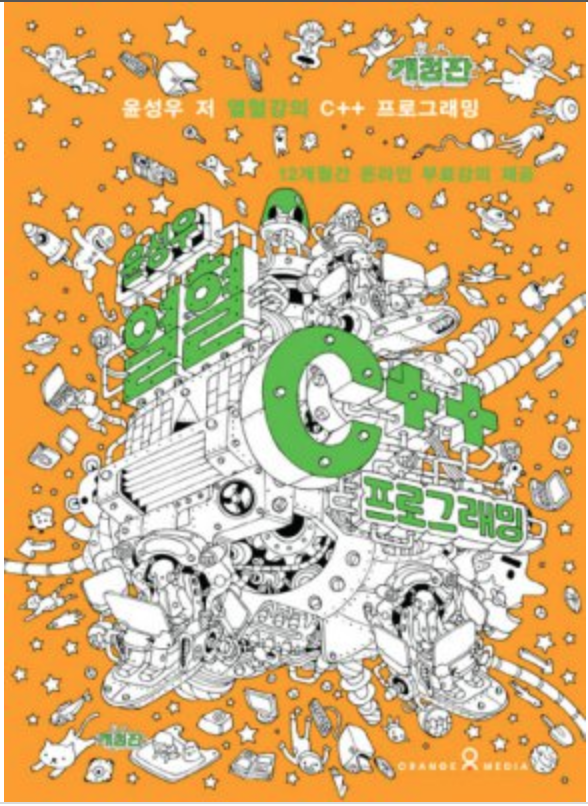 개정판
윤성우 저 열혈강의 C++ 프로그래밍
12개월간 온라인 무료강의 제공
윤성우
열혈
C++
프로그래밍
개정판
ORANGE MEDIA